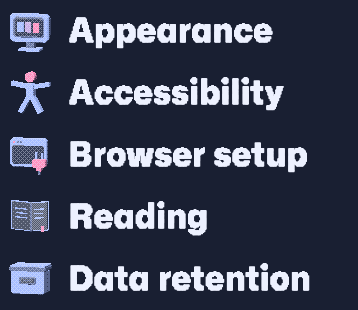 Appearance
Accessibility
Browser setup
Reading
Data retention